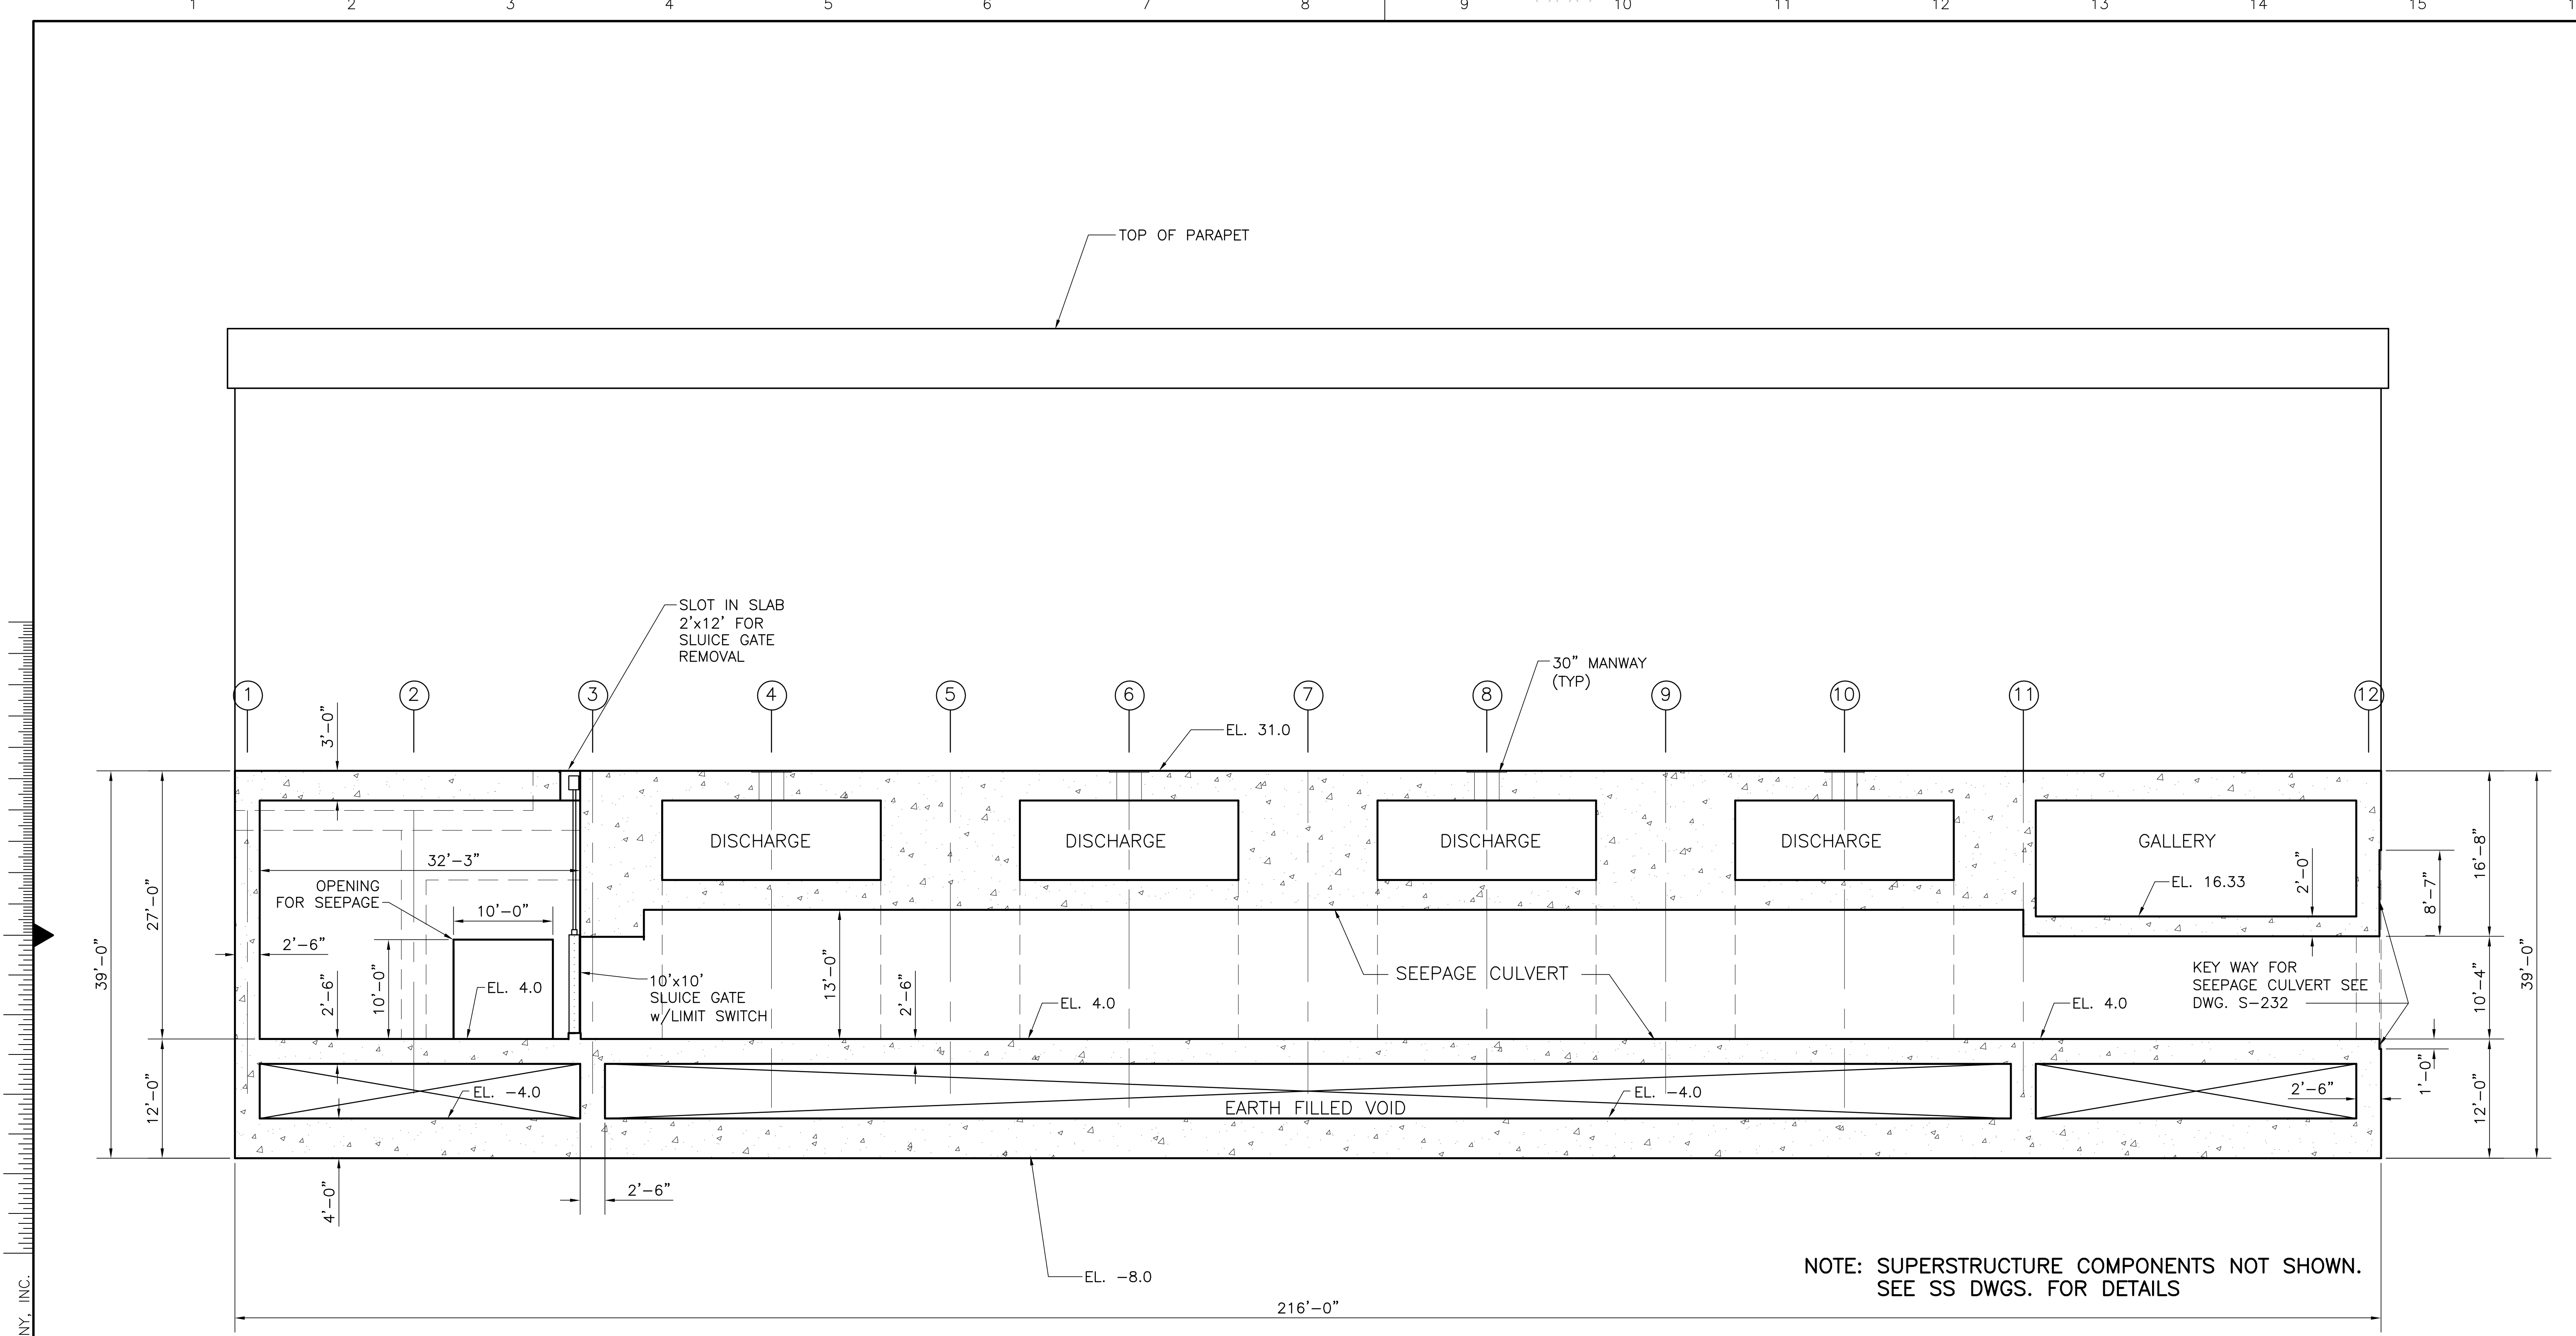 1 2 3 4 5 6 7 8 9 10 11 12 13 14 15
TOP OF PARAPET
SLOT IN SLAB
2'x12' FOR
SLUICE GATE
REMOVAL
30" MANWAY
(TYP)
1 2 3 4 5 6 7 8 9 10 11 12
3'-0"
EL. 31.0
DISCHARGE
DISCHARGE
DISCHARGE
DISCHARGE
GALLERY
32'-3"
OPENING
FOR SEEPAGE
10'-0"
2'-6"
27'-0"
39'-0"
2'-6"
10'-0"
EL. 4.0
10'x10'
SLUICE GATE
w/LIMIT SWITCH
13'-0"
2'-6"
EL. 4.0
SEEPAGE CULVERT
EL. 16.33
2'-0"
8'-7"
16'-8"
39'-0"
KEY WAY FOR
SEEPAGE CULVERT SEE
DWG. S-232
EL. 4.0
10'-4"
12'-0"
EL. -4.0
EARTH FILLED VOID
EL. -4.0
2'-6"
1'-0"
12'-0"
4'-0"
2'-6"
EL. -8.0
NOTE: SUPERSTRUCTURE COMPONENTS NOT SHOWN.
SEE SS DWGS. FOR DETAILS
216'-0"
NY, INC.